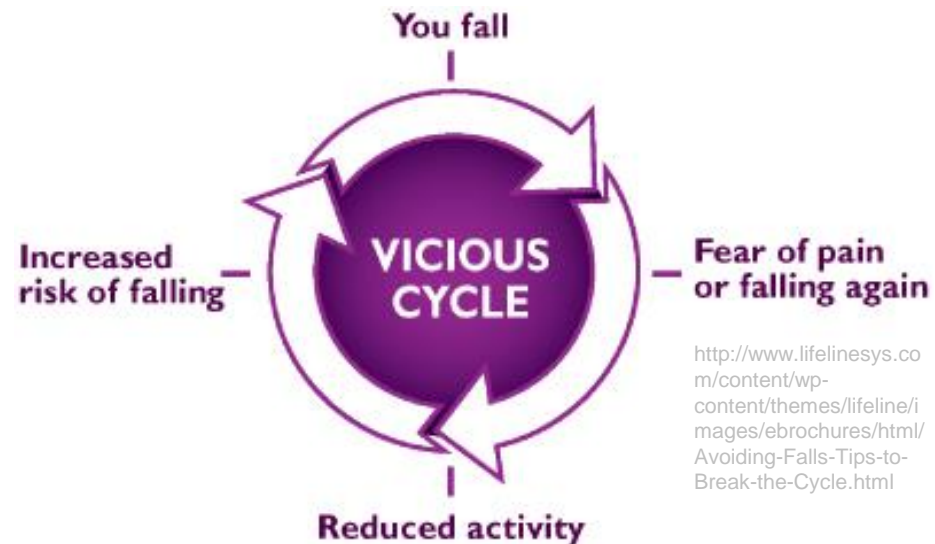 You fall
Increased
risk of falling
VICIOUS
CYCLE
Fear of pain
or falling again
http://www.lifelinesys.co
m/content/wp-
content/themes/lifeline/i
mages/ebrochures/html/
Avoiding-Falls-Tips-to-
Break-the-Cycle.html
Reduced activity